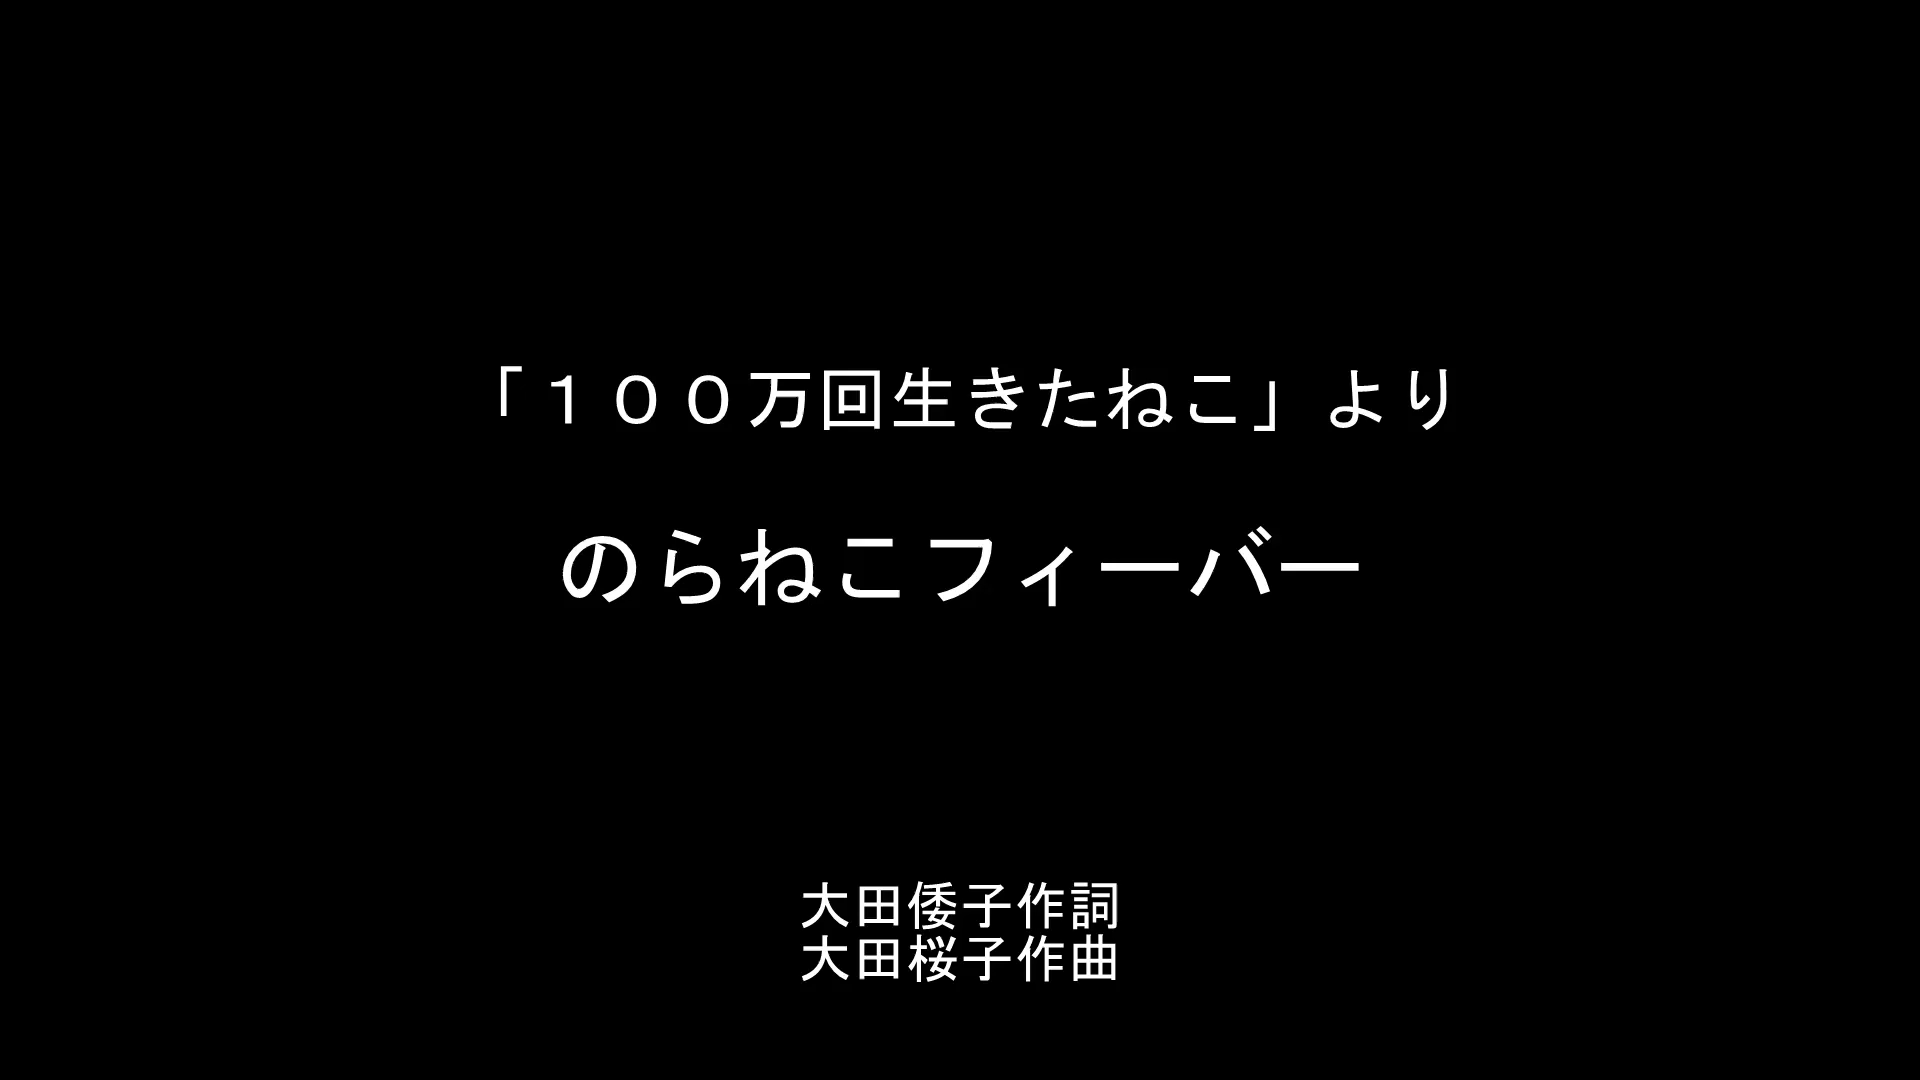 「１００万回生きたねこ」より
のらねこフィーバー
大田倭子作詞
大田桜子作曲